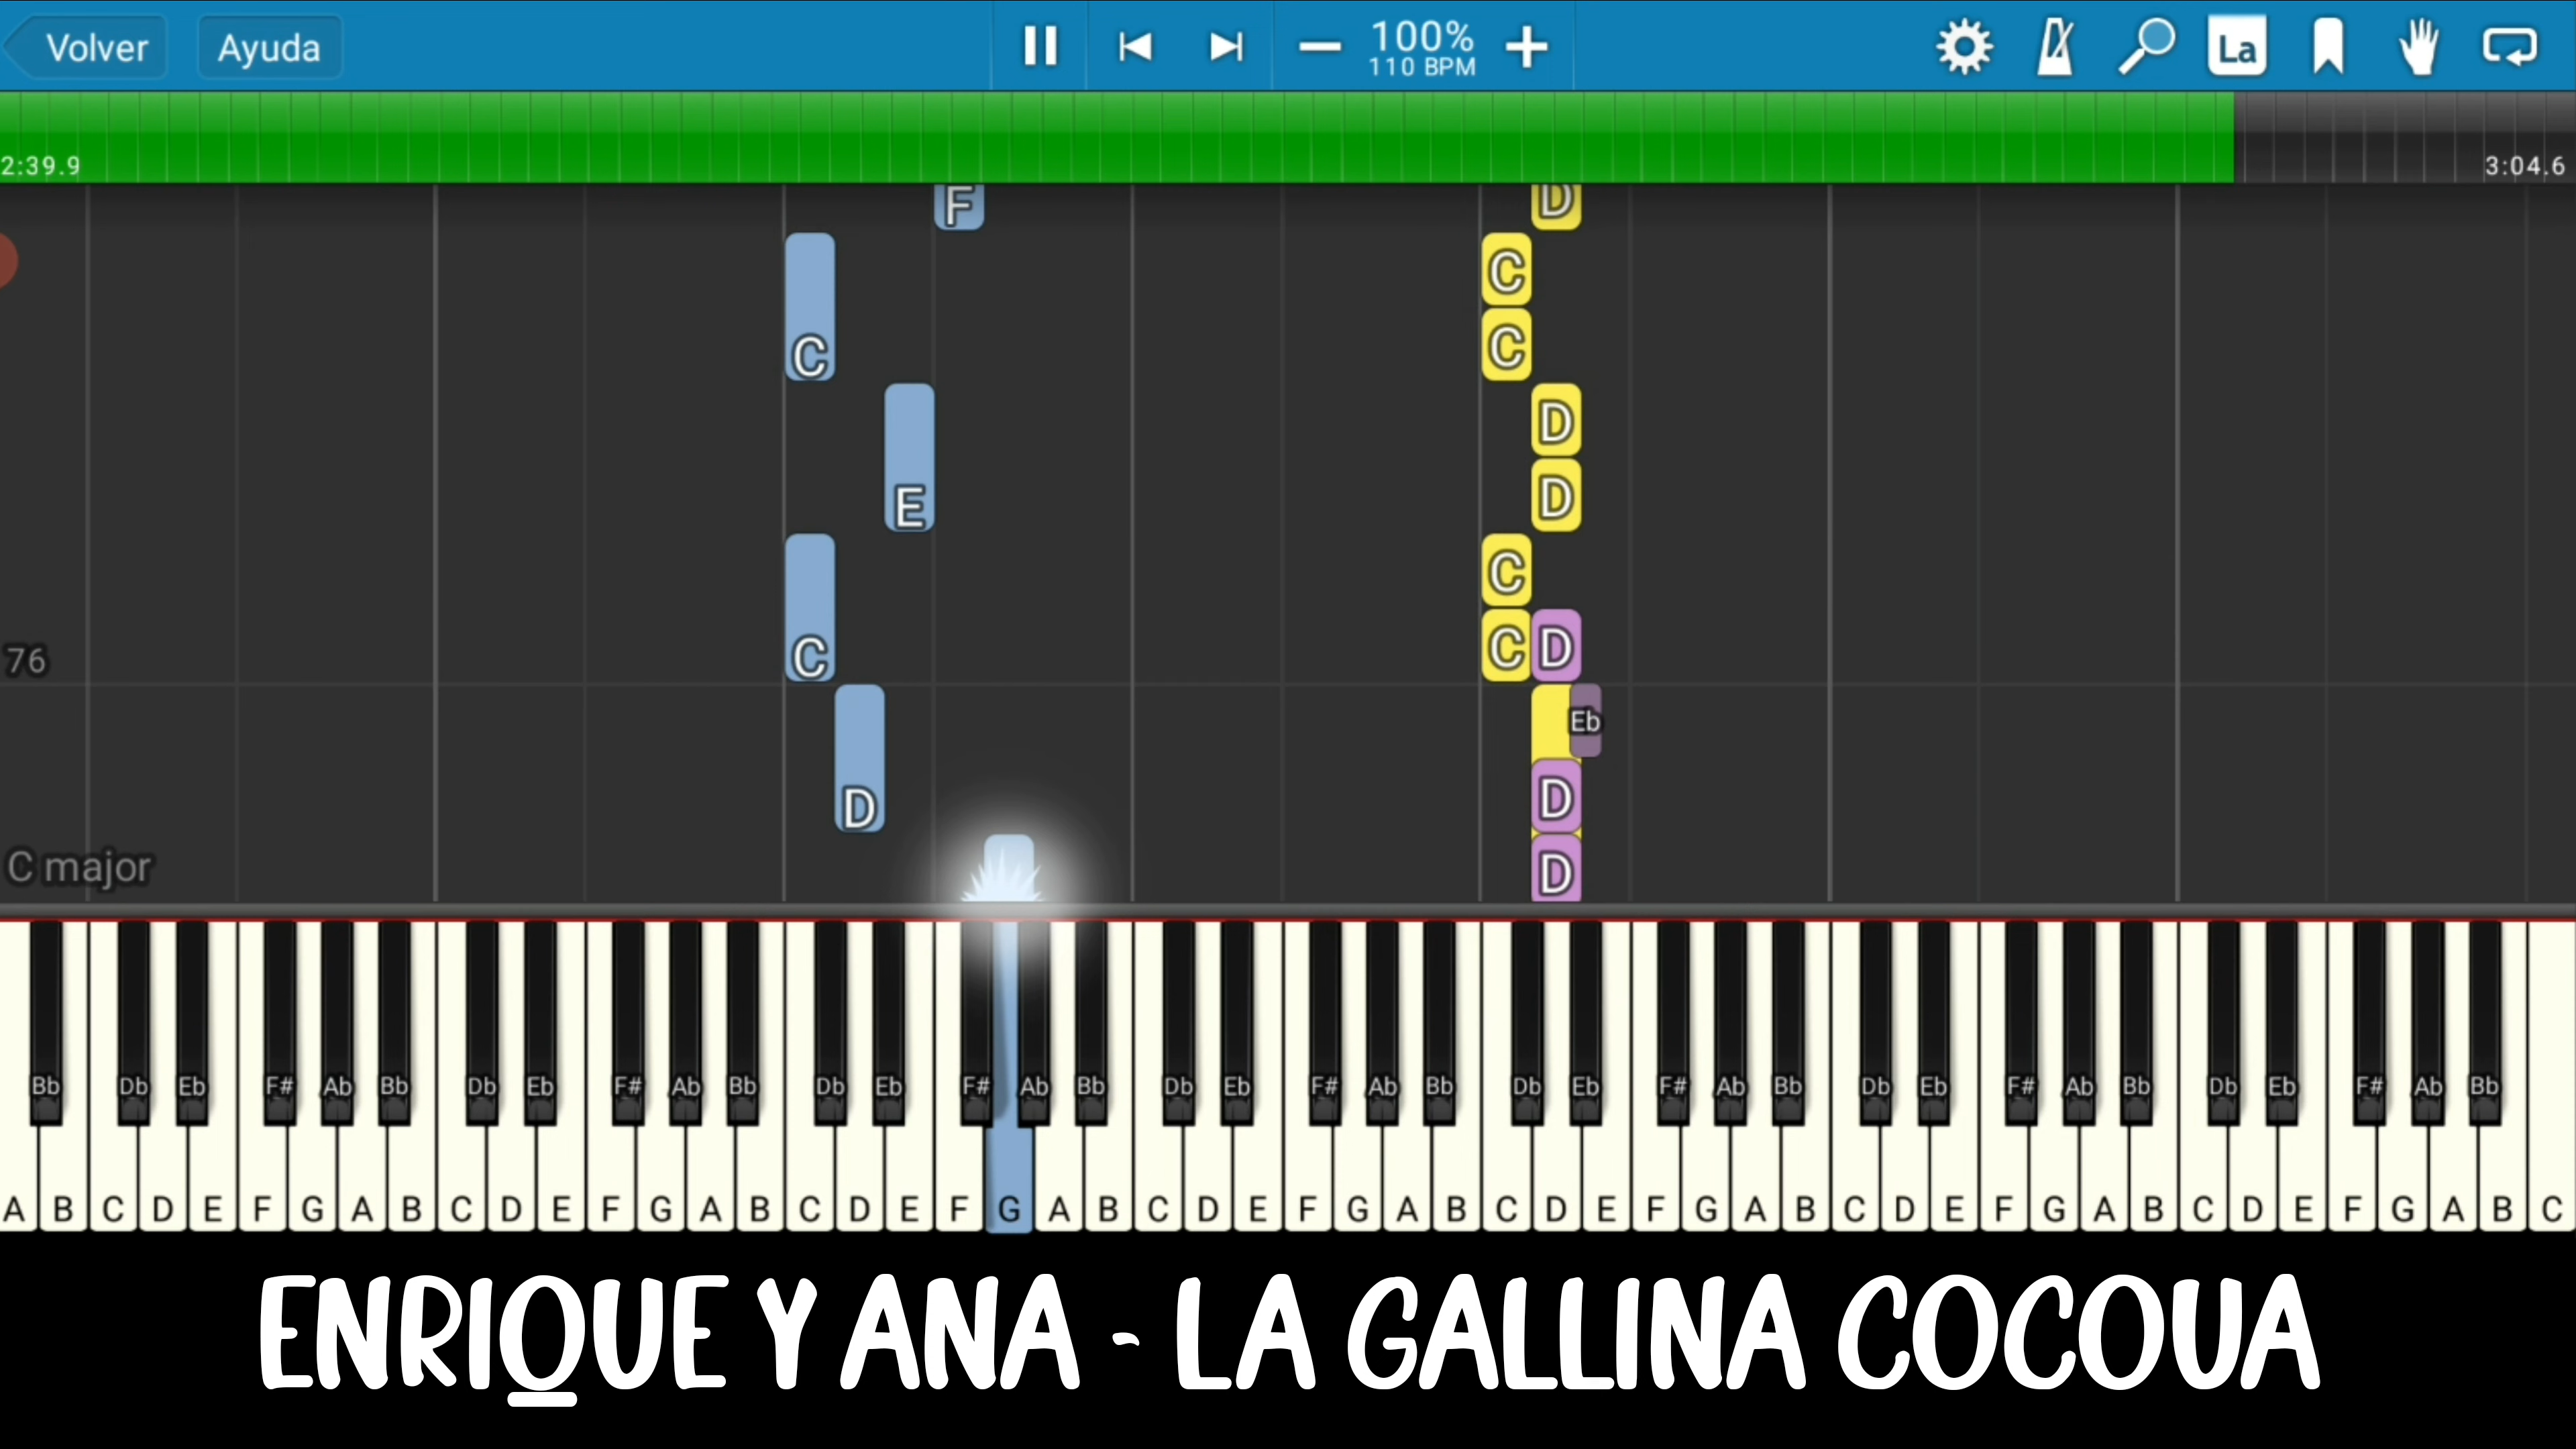 Volver Ayuda 100% La
110 BPM
2:39.9 3:04.6
F D
C C
C
D
E D
C
C C D
76
Eb
D D
C major D
Bb Db Eb F# Ab Bb Db Eb F# Ab Bb Db Eb F# Ab Bb Db Eb F# Ab Bb Db Eb F# Ab Bb Db Eb F# Ab Bb Db Eb F# Ab Bb
A B C D E F G A B C D E F G A B C D E F G A B C D E F G A B C D E F G A B C D E F G A B C D E F G A B C
ENRIQUE Y ANA - LA GALLINA COCOUA